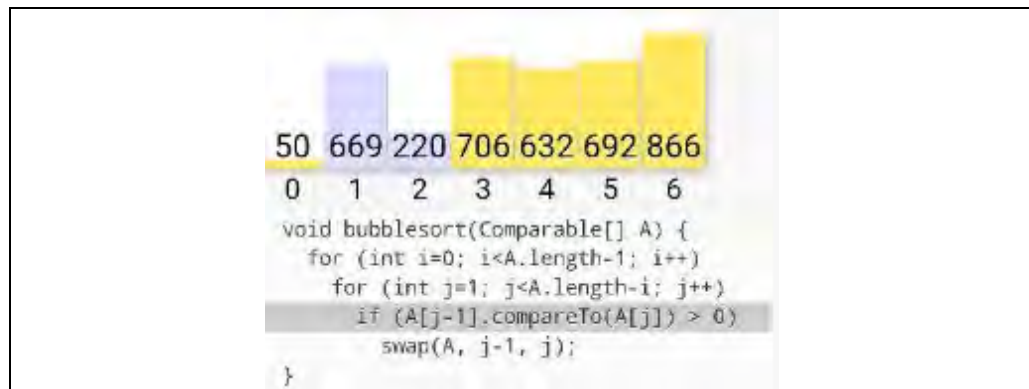 50 669 220 706 632 692 866
0 1 2 3 4 5 6
void bubblesort(Comparable[] A) {
for (int i=0; i<A.length-1; i++)
for (int j=1; j<A.length-i; j++)
if (A[j-1].compareTo(A[j]) > 0)
swap(A, j-1, j);
}